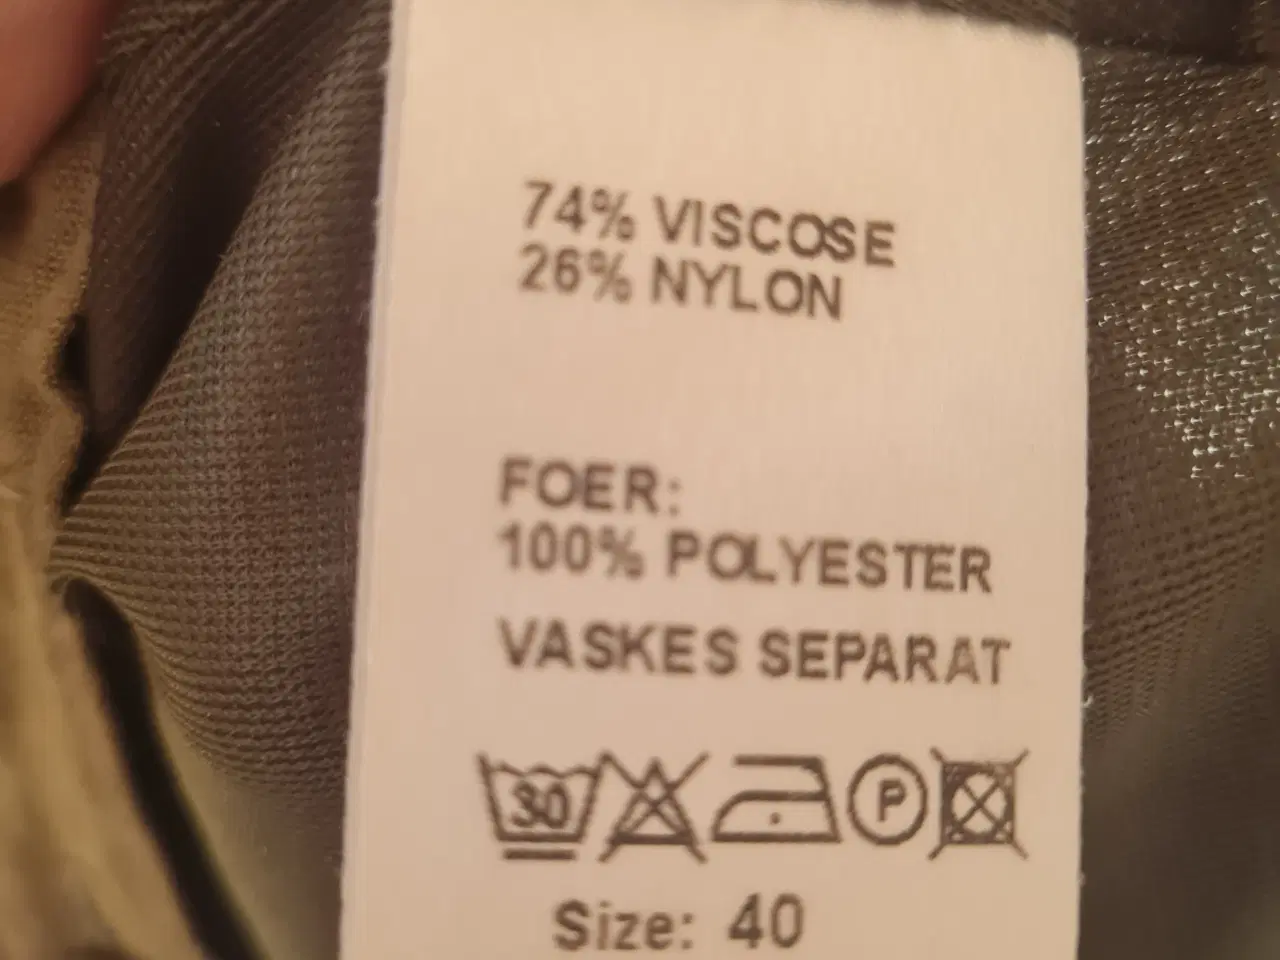 74% VISCOSE
26% NYLON
FOER:
100% POLYESTER
VASKES SEPARAT
30 P
Size: 40